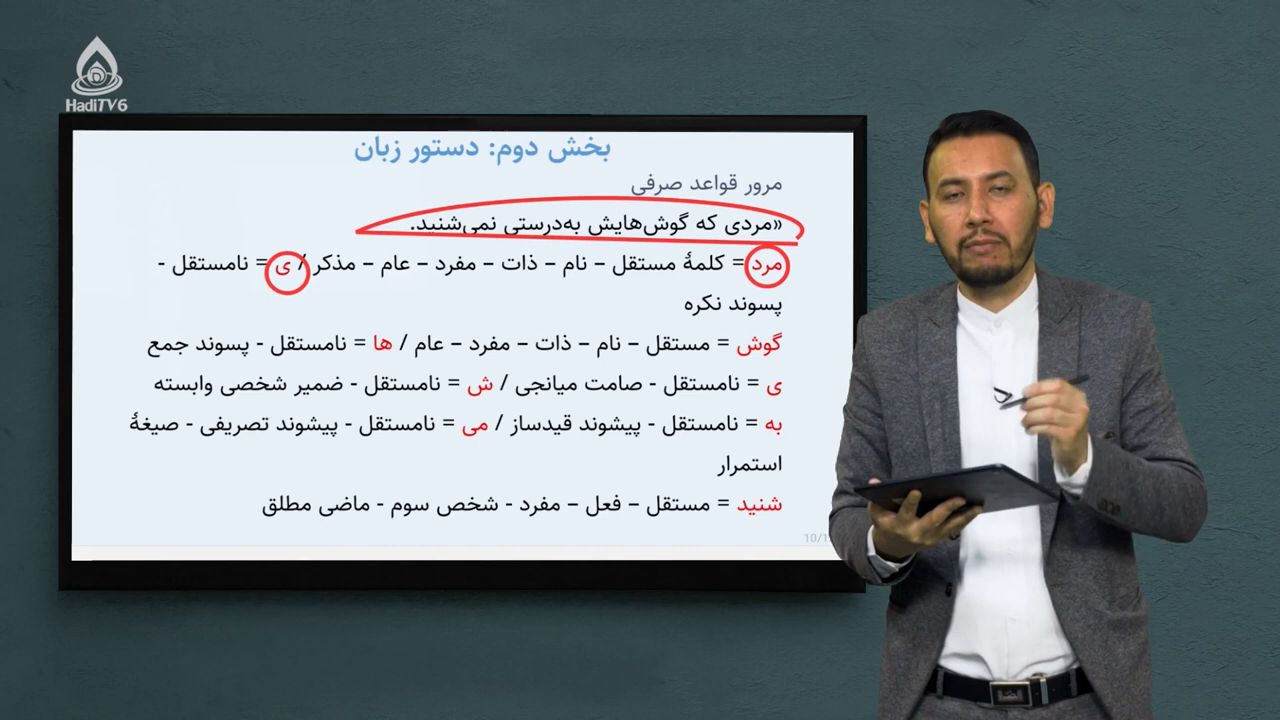 HadiTV6
بخش دوم: دستور زبان
مرور قواعد صرفی
«مردی که گوش‌هایش به‌درستی نمی‌شنید.
مرد = کلمهٔ مستقل – نام – ذات – مفرد – عام – مذکر / ی = نامستقل -
پسوند نکره
گوش = مستقل – نام – ذات – مفرد – عام / ها = نامستقل - پسوند جمع
ی = نامستقل - صامت میانجی / ش = نامستقل - ضمیر شخصی وابسته
به = نامستقل - پیشوند قیدساز / می = نامستقل - پیشوند تصریفی - صیغهٔ
استمرار
شنید = مستقل – فعل – مفرد - شخص سوم - ماضی مطلق